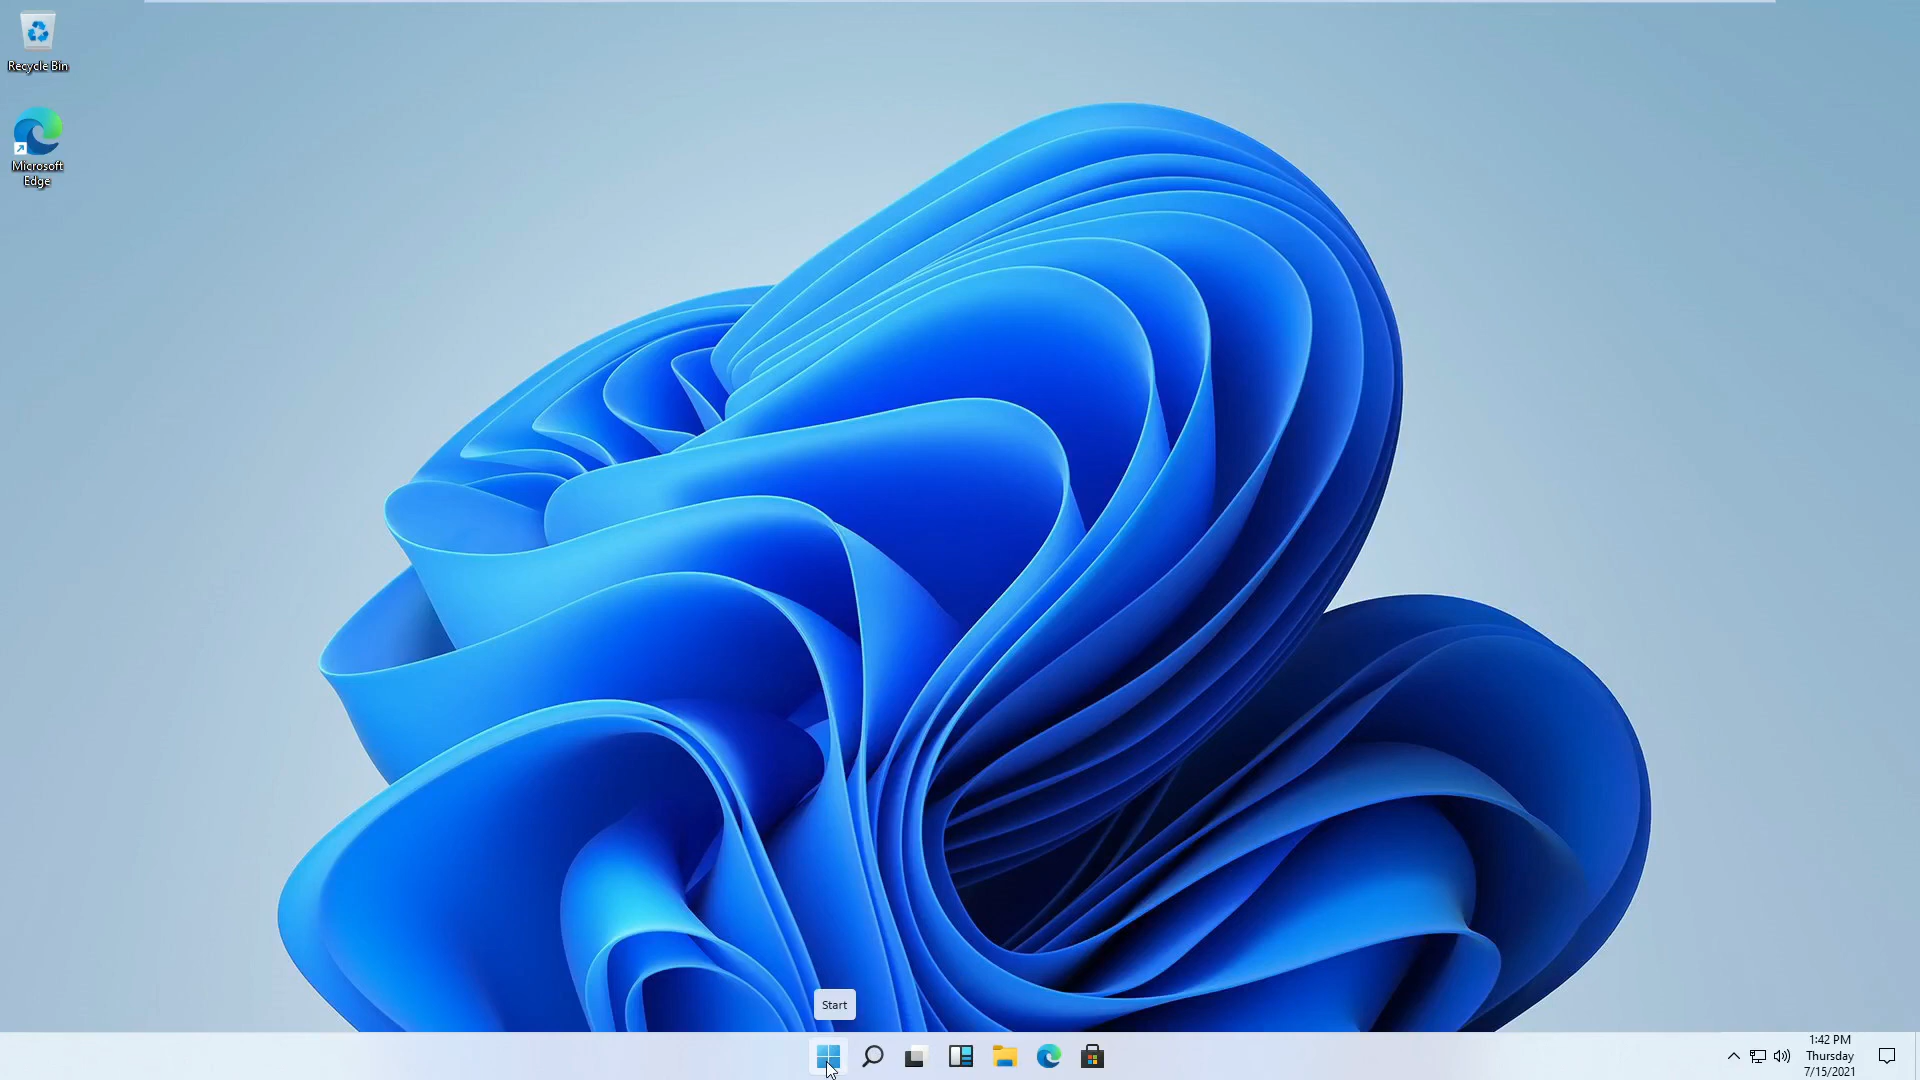 Recycle Bin
Microsoft
Edge
Start
1:42 PM
Thursday
7/15/2021